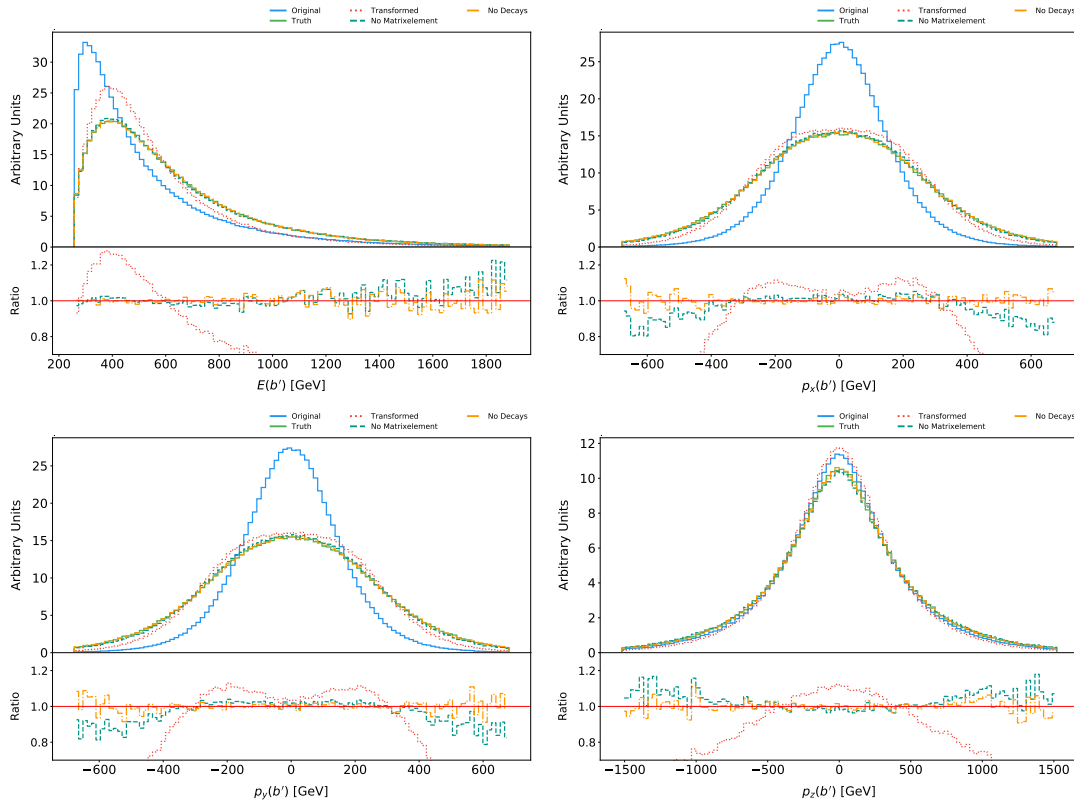 Original Transformed No Decays
Truth No Matrixelement
Arbitrary Units
30
25
20
15
10
5
0
Ratio
1.2
1.0
0.8
200 400 600 800 1000 1200 1400 1600 1800
E(b′) [GeV]
Original Transformed No Decays
Truth No Matrixelement
Arbitrary Units
25
20
15
10
5
0
Ratio
1.2
1.0
0.8
−600 −400 −200 0 200 400 600
pₓ(b′) [GeV]
Original Transformed No Decays
Truth No Matrixelement
Arbitrary Units
25
20
15
10
5
0
Ratio
1.2
1.0
0.8
−600 −400 −200 0 200 400 600
p_y(b′) [GeV]
Original Transformed No Decays
Truth No Matrixelement
Arbitrary Units
12
10
8
6
4
2
0
Ratio
1.2
1.0
0.8
−1500 −1000 −500 0 500 1000 1500
p_z(b′) [GeV]